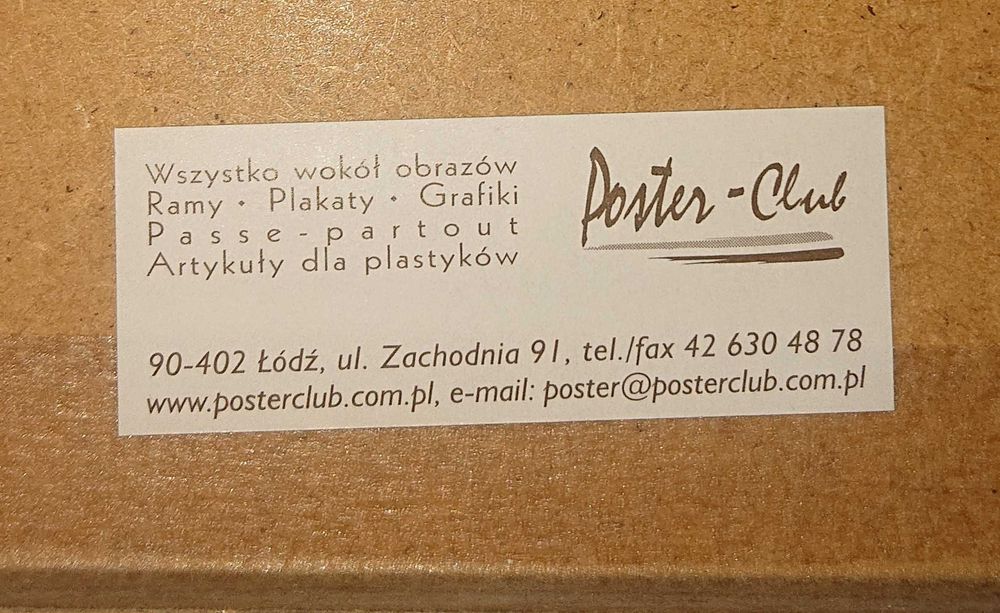 Wszystko wokół obrazów
Ramy • Plakaty • Grafiki
Passe-partout
Artykuły dla plastyków
Poster-Club
90-402 Łódź, ul. Zachodnia 91, tel./fax 42 630 48 78
www.posterclub.com.pl, e-mail: poster@posterclub.com.pl